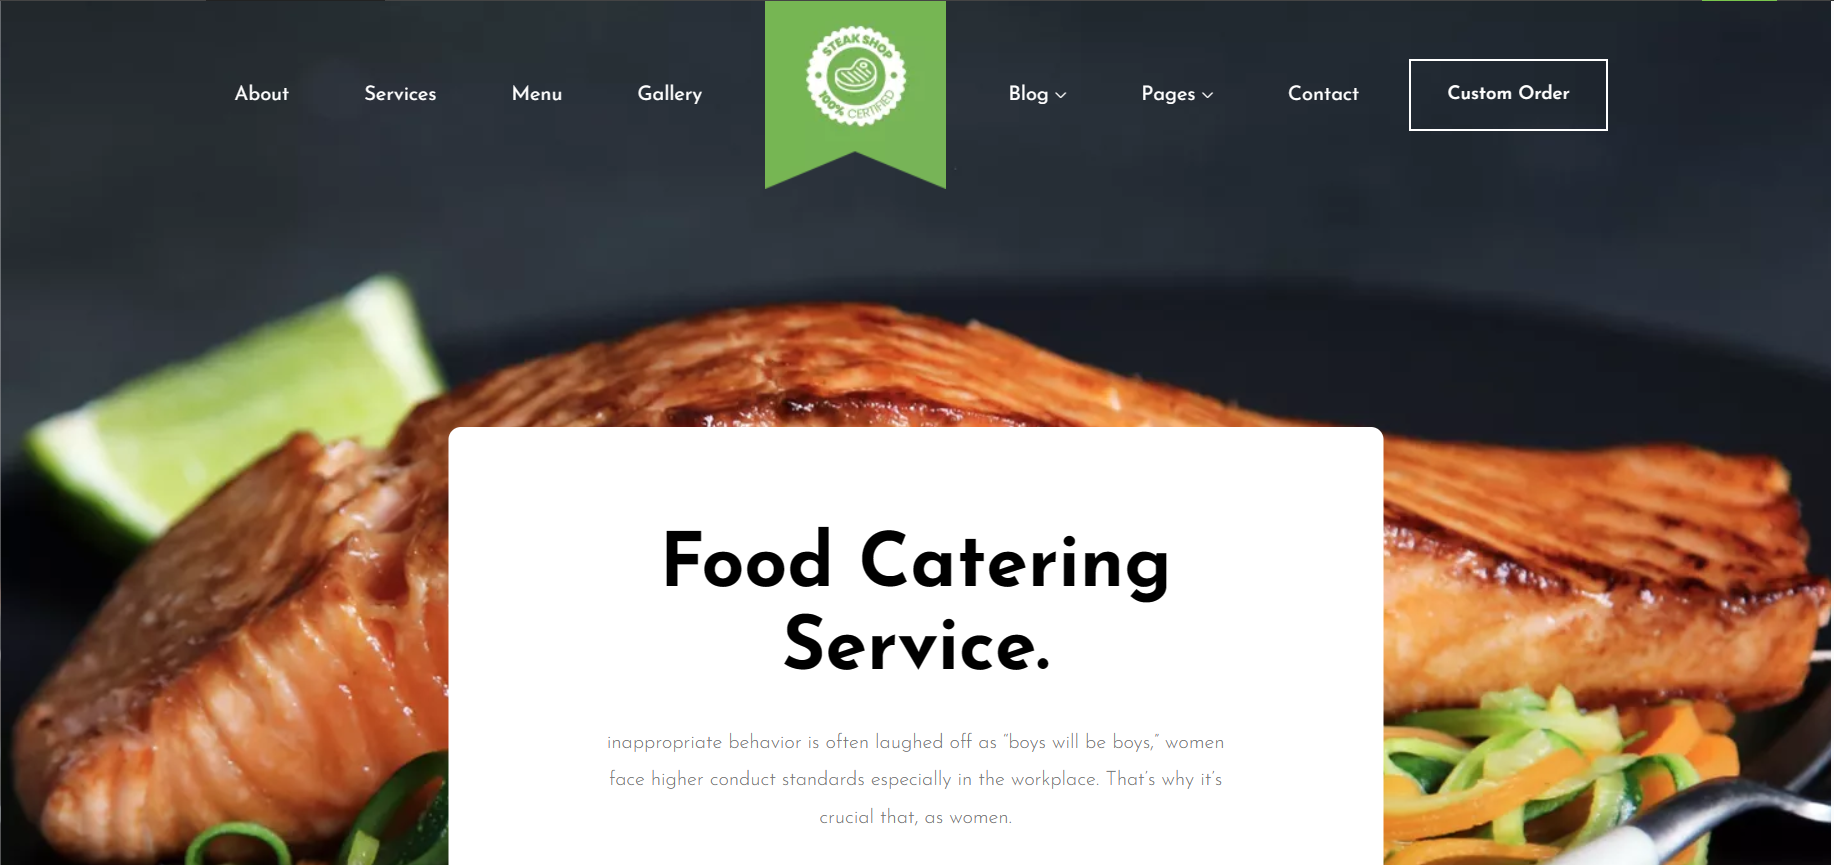 About
Services
Menu
Gallery
STEAK SHOP
100% CERTIFIED
Blog
Pages
Contact
Custom Order
Food Catering
Service.
inappropriate behavior is often laughed off as “boys will be boys,” women
face higher conduct standards especially in the workplace. That’s why it’s
crucial that, as women.